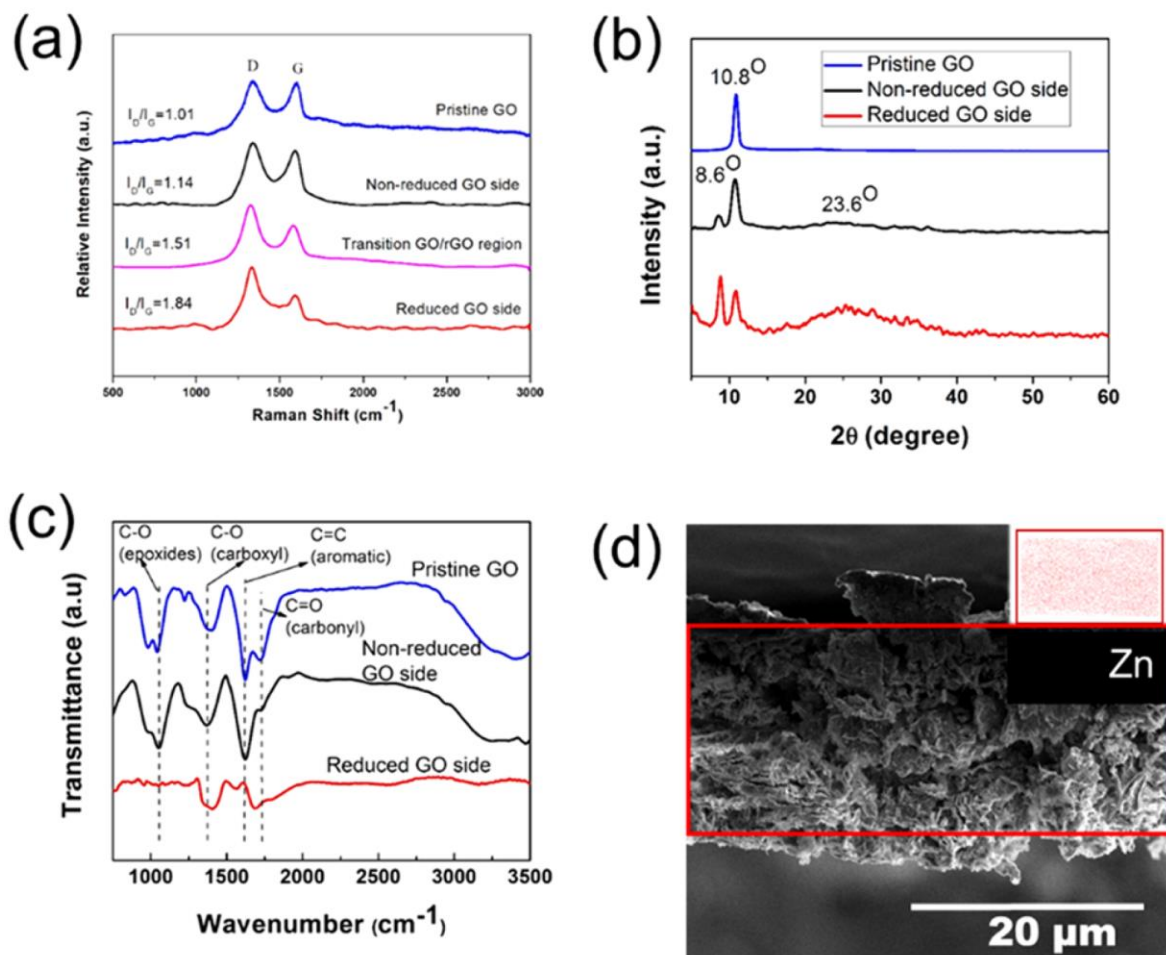 (a)
D G
I_D/I_G=1.01
Pristine GO
I_D/I_G=1.14
Non-reduced GO side
I_D/I_G=1.51
Transition GO/rGO region
I_D/I_G=1.84
Reduced GO side
Relative Intensity (a.u.)
500 1000 1500 2000 2500 3000
Raman Shift (cm⁻¹)
(b)
Pristine GO
Non-reduced GO side
Reduced GO side
10.8ᴼ
8.6ᴼ
23.6ᴼ
Intensity (a.u.)
10 20 30 40 50 60
2θ (degree)
(c)
C-O
(epoxides)
C-O
(carboxyl)
C=C
(aromatic)
Pristine GO
C=O
(carbonyl)
Non-reduced
GO side
Reduced GO side
Transmittance (a.u)
1000 1500 2000 2500 3000 3500
Wavenumber (cm⁻¹)
(d)
Zn
20 µm